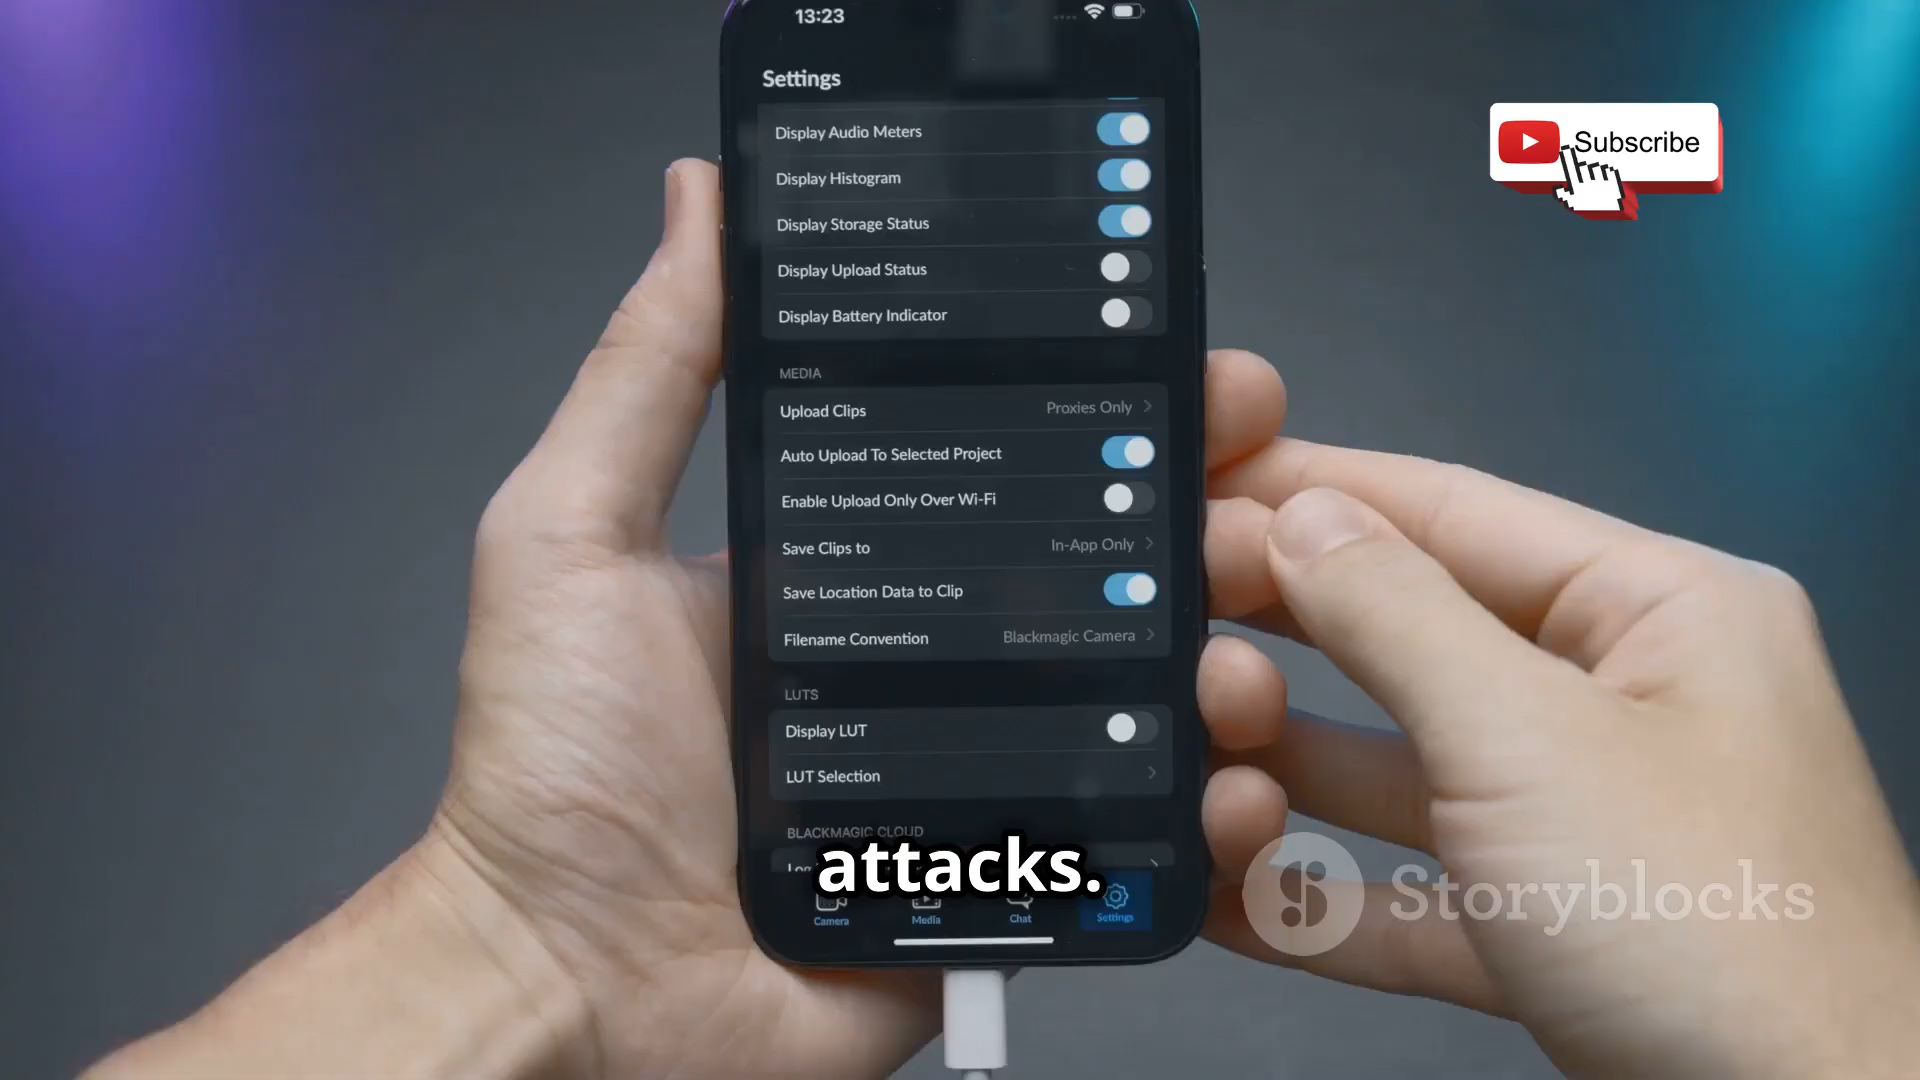 13:23
Settings
Display Audio Meters
Display Histogram
Display Storage Status
Display Upload Status
Display Battery Indicator
MEDIA
Upload Clips Proxies Only
Auto Upload To Selected Project
Enable Upload Only Over Wi-Fi
Save Clips to In-App Only
Save Location Data to Clip
Filename Convention Blackmagic Camera
LUTS
Display LUT
LUT Selection
BLACKMAGIC CLOUD
attacks.
Camera Media Chat Settings
Subscribe
Storyblocks